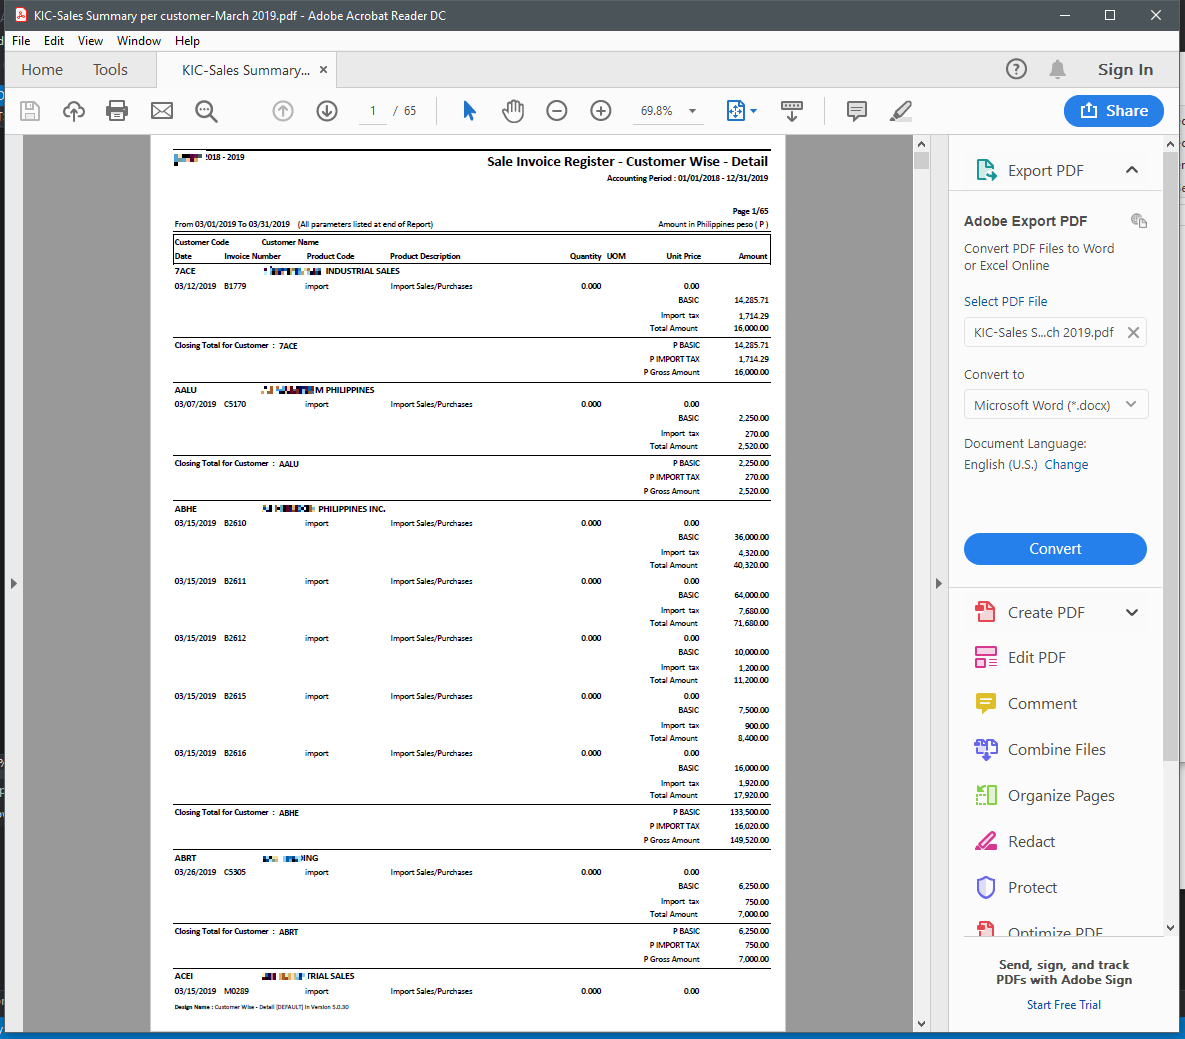 KIC-Sales Summary per customer-March 2019.pdf - Adobe Acrobat Reader DC
File Edit View Window Help
Home Tools KIC-Sales Summary... × Sign In
1 / 65 69.8% Share
2018 - 2019
Sale Invoice Register - Customer Wise - Detail
Accounting Period : 01/01/2018 - 12/31/2019
Page 1/65
From 03/01/2019 To 03/31/2019 (All parameters listed at end of Report) Amount in Philippines peso ( P )
Customer Code Customer Name
Date Invoice Number Product Code Product Description Quantity UOM Unit Price Amount
7ACE INDUSTRIAL SALES
03/12/2019 B1779 import Import Sales/Purchases 0.000 0.00
BASIC 14,285.71
Import tax 1,714.29
Total Amount 16,000.00
Closing Total for Customer : 7ACE P BASIC 14,285.71
P IMPORT TAX 1,714.29
P Gross Amount 16,000.00
AALU M PHILIPPINES
03/07/2019 C5170 import Import Sales/Purchases 0.000 0.00
BASIC 2,250.00
Import tax 270.00
Total Amount 2,520.00
Closing Total for Customer : AALU P BASIC 2,250.00
P IMPORT TAX 270.00
P Gross Amount 2,520.00
ABHE PHILIPPINES INC.
03/15/2019 B2610 import Import Sales/Purchases 0.000 0.00
BASIC 36,000.00
Import tax 4,320.00
Total Amount 40,320.00
03/15/2019 B2611 import Import Sales/Purchases 0.000 0.00
BASIC 64,000.00
Import tax 7,680.00
Total Amount 71,680.00
03/15/2019 B2612 import Import Sales/Purchases 0.000 0.00
BASIC 10,000.00
Import tax 1,200.00
Total Amount 11,200.00
03/15/2019 B2615 import Import Sales/Purchases 0.000 0.00
BASIC 7,500.00
Import tax 900.00
Total Amount 8,400.00
03/15/2019 B2616 import Import Sales/Purchases 0.000 0.00
BASIC 16,000.00
Import tax 1,920.00
Total Amount 17,920.00
Closing Total for Customer : ABHE P BASIC 133,500.00
P IMPORT TAX 16,020.00
P Gross Amount 149,520.00
ABRT DING
03/26/2019 C5305 import Import Sales/Purchases 0.000 0.00
BASIC 6,250.00
Import tax 750.00
Total Amount 7,000.00
Closing Total for Customer : ABRT P BASIC 6,250.00
P IMPORT TAX 750.00
P Gross Amount 7,000.00
ACEI TRIAL SALES
03/15/2019 M0289 import Import Sales/Purchases 0.000 0.00
Design Name : Customer Wise - Detail [DEFAULT] In Version 5.0.30
Export PDF
Adobe Export PDF
Convert PDF Files to Word
or Excel Online
Select PDF File
KIC-Sales S...ch 2019.pdf
Convert to
Microsoft Word (*.docx)
Document Language:
English (U.S.) Change
Convert
Create PDF
Edit PDF
Comment
Combine Files
Organize Pages
Redact
Protect
Optimize PDF
Send, sign, and track
PDFs with Adobe Sign
Start Free Trial